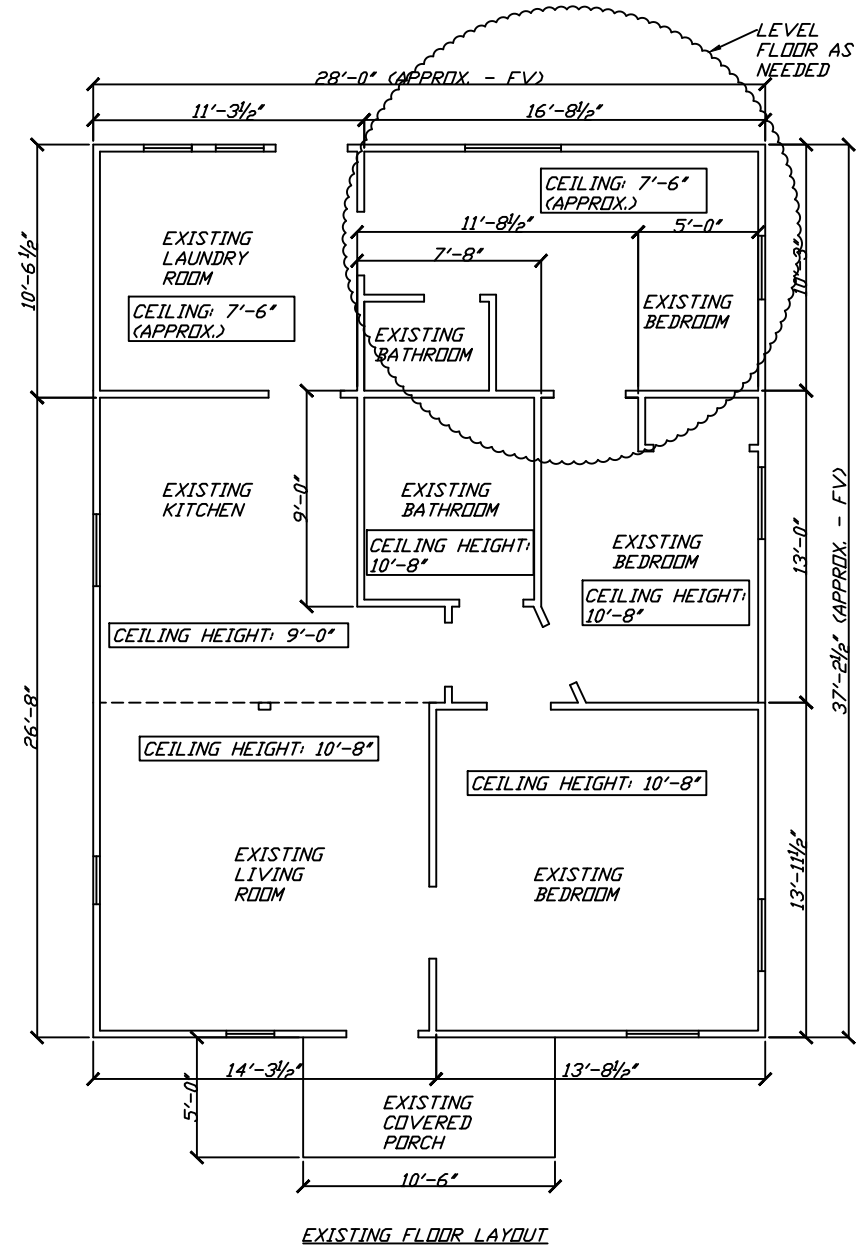 LEVEL
FLOOR AS
NEEDED
28'-0" (APPROX. - FV)
11'-3½"
16'-8½"
CEILING: 7'-6"
(APPROX.)
11'-8½"
5'-0"
7'-8"
10'-6 ½"
EXISTING
LAUNDRY
ROOM
CEILING: 7'-6"
(APPROX.)
10'-3"
EXISTING
BEDROOM
EXISTING
BATHROOM
EXISTING
KITCHEN
9'-0"
EXISTING
BATHROOM
CEILING HEIGHT:
10'-8"
EXISTING
BEDROOM
CEILING HEIGHT:
10'-8"
13'-0"
37'-2½" (APPROX. - FV)
CEILING HEIGHT: 9'-0"
26'-8"
CEILING HEIGHT: 10'-8"
CEILING HEIGHT: 10'-8"
EXISTING
LIVING
ROOM
EXISTING
BEDROOM
13'-11½"
14'-3½"
13'-8½"
5'-0"
EXISTING
COVERED
PORCH
10'-6"
EXISTING FLOOR LAYOUT